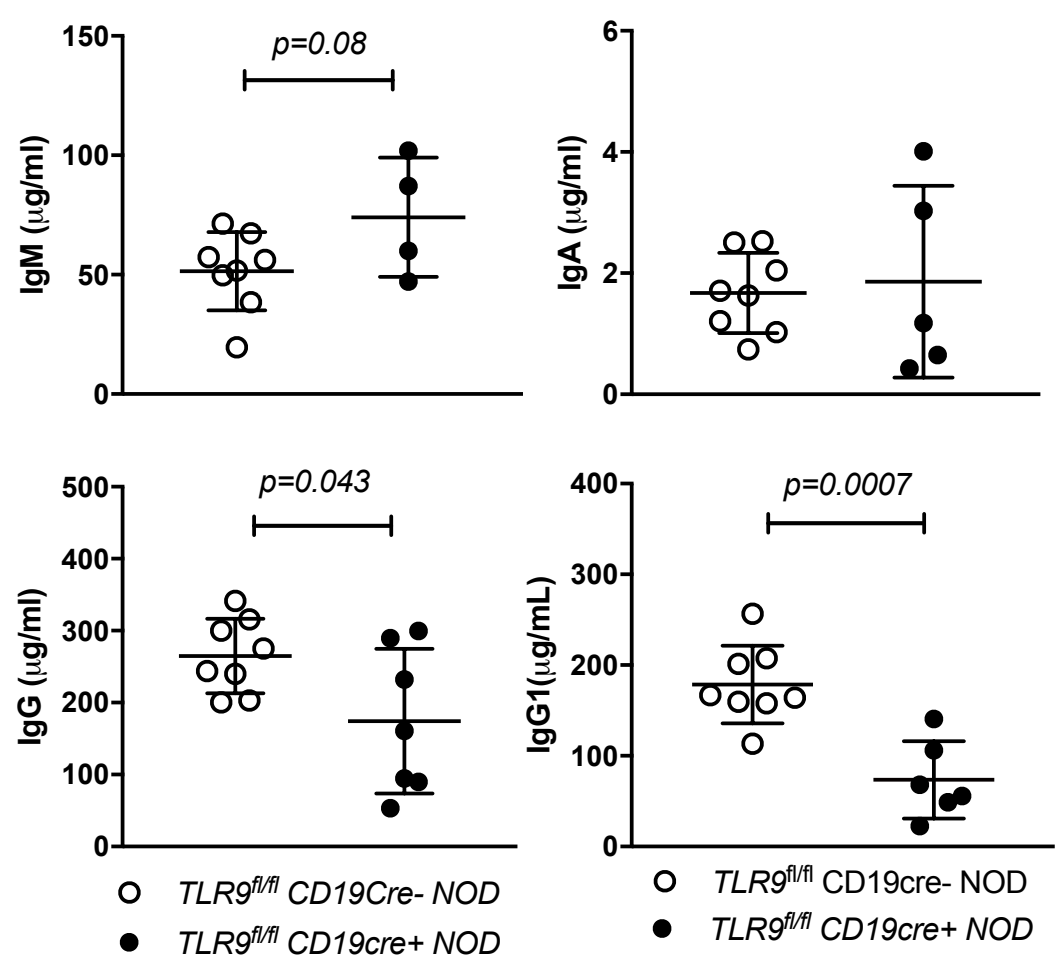 150
100
50
0
IgM (µg/ml)
p=0.08
6
4
2
0
IgA (µg/ml)
500
400
300
200
100
0
IgG (µg/ml)
p=0.043
400
300
200
100
0
IgG1(µg/mL)
p=0.0007
TLR9fl/fl CD19Cre- NOD
TLR9fl/fl CD19cre+ NOD
TLR9fl/fl CD19cre- NOD
TLR9fl/fl CD19cre+ NOD